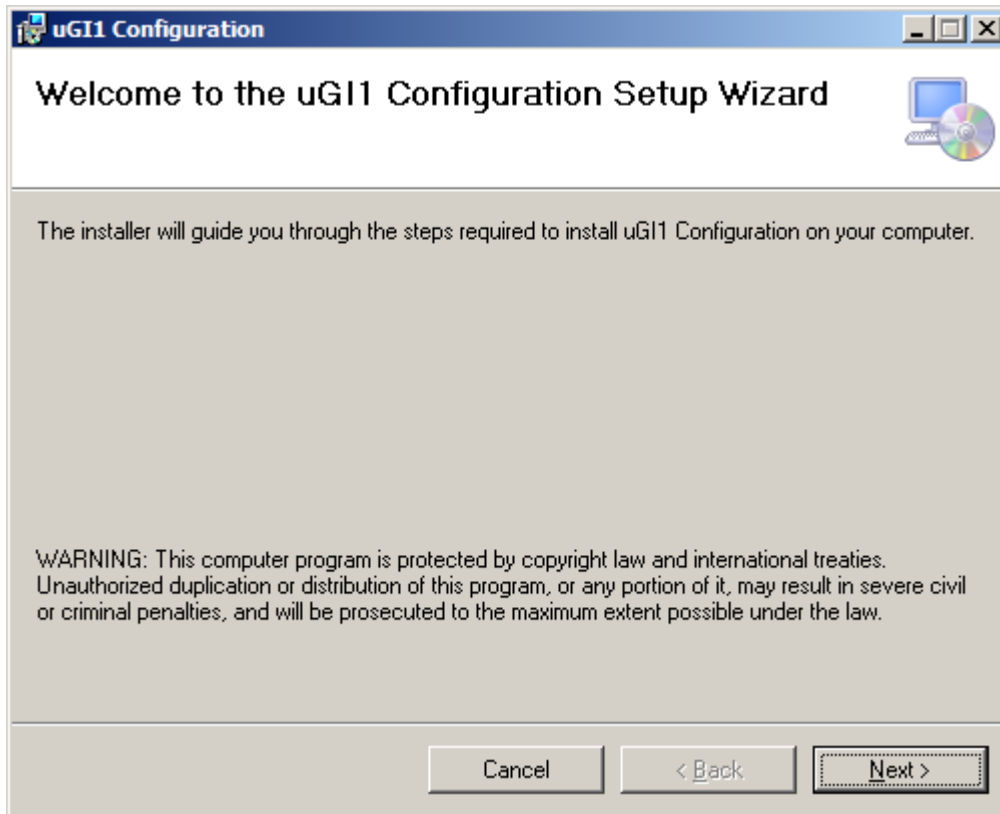 uGI1 Configuration
Welcome to the uGI1 Configuration Setup Wizard
The installer will guide you through the steps required to install uGI1 Configuration on your computer.
WARNING: This computer program is protected by copyright law and international treaties.
Unauthorized duplication or distribution of this program, or any portion of it, may result in severe civil
or criminal penalties, and will be prosecuted to the maximum extent possible under the law.
Cancel
< Back
Next >